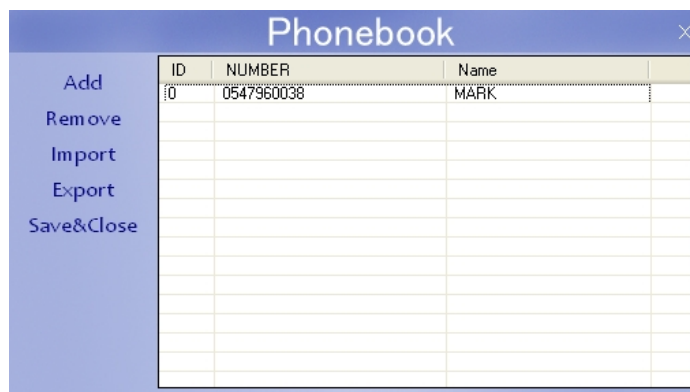 Phonebook
Add
Remove
Import
Export
Save&Close
ID NUMBER Name
0 0547960038 MARK